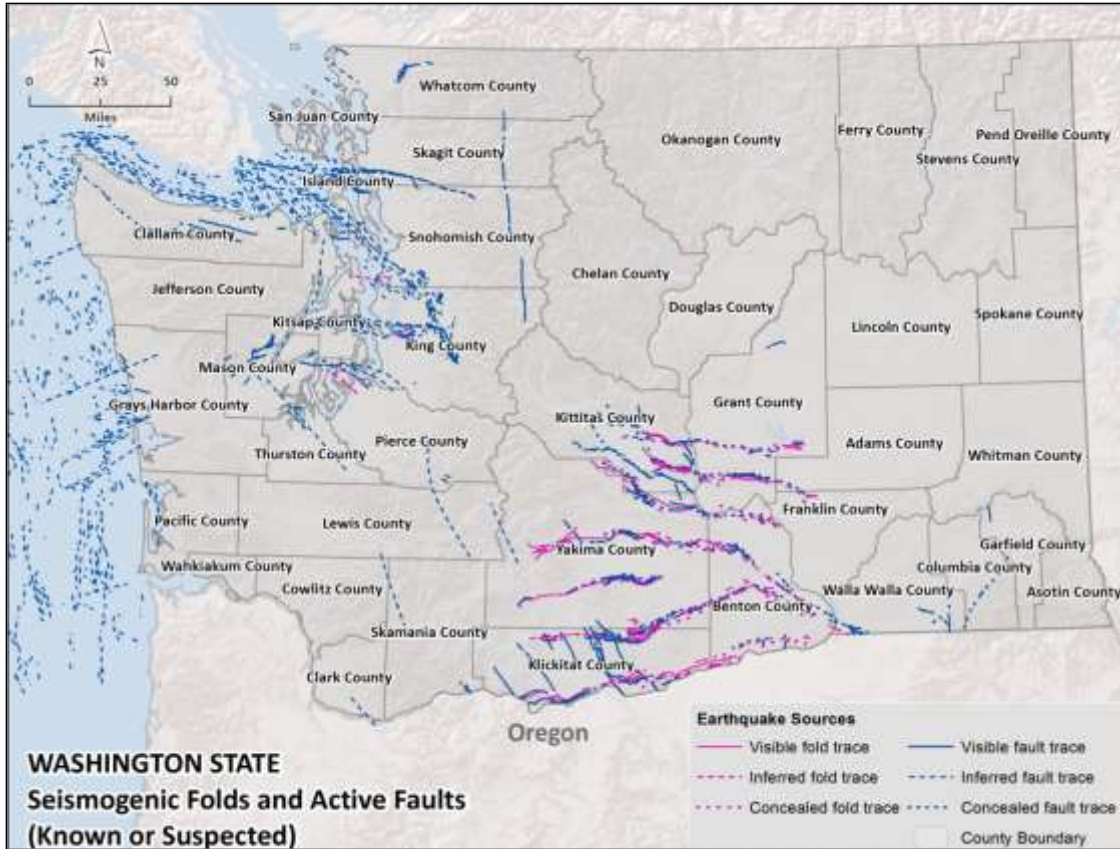 N
0 25 50
Miles
Whatcom County
San Juan County
Skagit County
Island County
Okanogan County
Ferry County
Stevens County
Pend Oreille County
Clallam County
Snohomish County
Chelan County
Douglas County
Jefferson County
Kitsap County
King County
Lincoln County
Spokane County
Mason County
Grays Harbor County
Kittitas County
Grant County
Adams County
Whitman County
Pierce County
Thurston County
Pacific County
Lewis County
Franklin County
Garfield County
Columbia County
Yakima County
Wahkiakum County
Cowlitz County
Benton County
Walla Walla County
Asotin County
Skamania County
Klickitat County
Clark County
Oregon
WASHINGTON STATE
Seismogenic Folds and Active Faults
(Known or Suspected)
Earthquake Sources
Visible fold trace
Visible fault trace
Inferred fold trace
Inferred fault trace
Concealed fold trace
Concealed fault trace
County Boundary